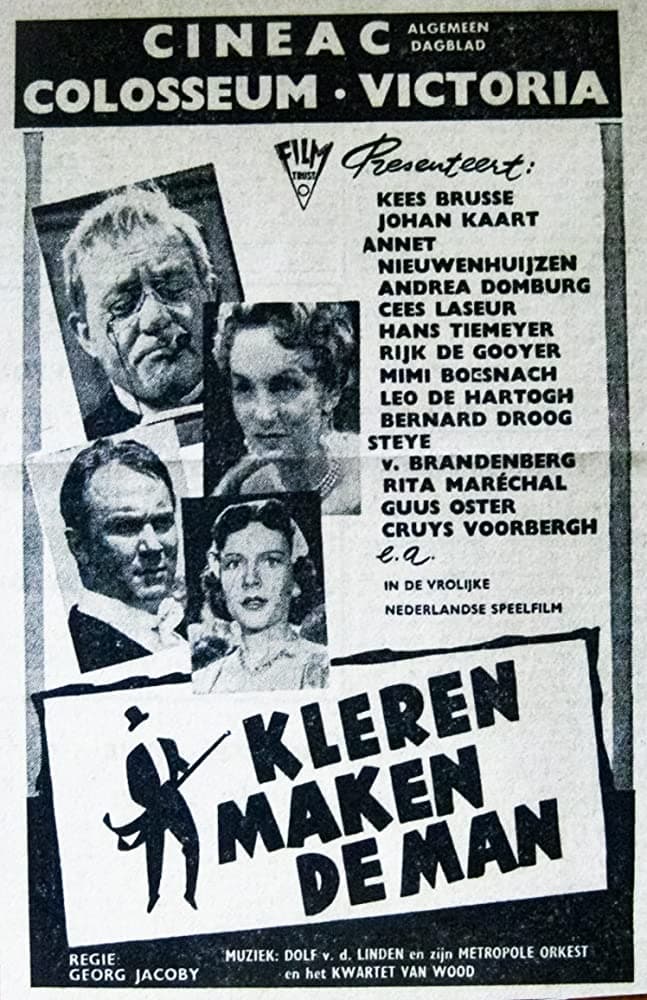 CINEAC ALGEMEEN
DAGBLAD
COLOSSEUM · VICTORIA
FILM
TRUST
Presenteert:
KEES BRUSSE
JOHAN KAART
ANNET
NIEUWENHUIJZEN
ANDREA DOMBURG
CEES LASEUR
HANS TIEMEYER
RIJK DE GOOYER
MIMI BOESNACH
LEO DE HARTOGH
BERNARD DROOG
STEYE
v. BRANDENBERG
RITA MARÉCHAL
GUUS OSTER
CRUYS VOORBERGH
e.a.
IN DE VROLIJKE
NEDERLANDSE SPEELFILM
KLEREN
MAKEN
DE MAN
REGIE:
GEORG JACOBY
MUZIEK: DOLF v. d. LINDEN en zijn METROPOLE ORKEST
en het KWARTET VAN WOOD